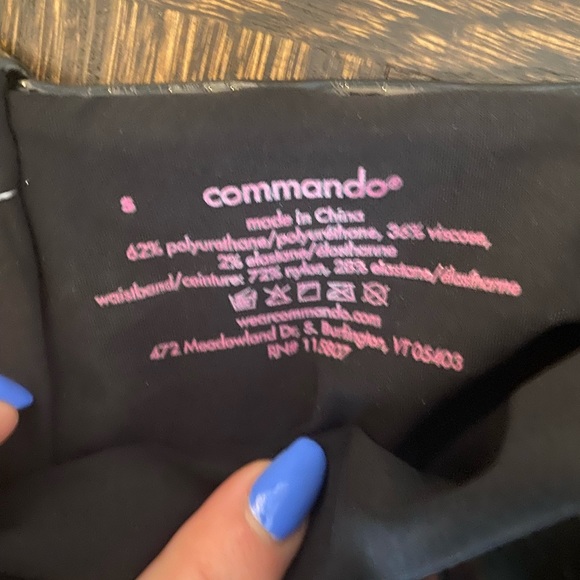 S
commando®
made in China
62% polyurethane/polyuréthane, 36% viscose,
2% elastane/élasthanne
waistband/ceinture: 72% nylon, 28% elastane/élasthanne
wearcommando.com
472 Meadowland Dr, S. Burlington, VT 05403
RN# 115807